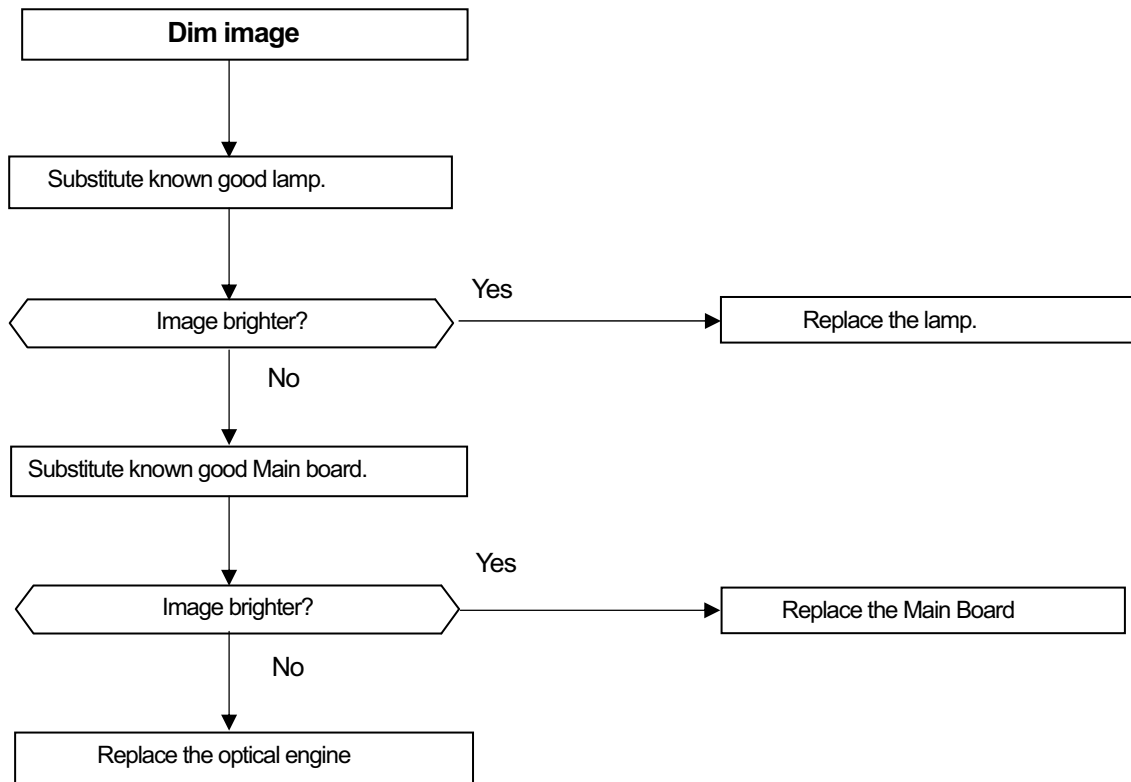 Dim image
Substitute known good lamp.
Yes
Image brighter?
Replace the lamp.
No
Substitute known good Main board.
Yes
Image brighter?
Replace the Main Board
No
Replace the optical engine